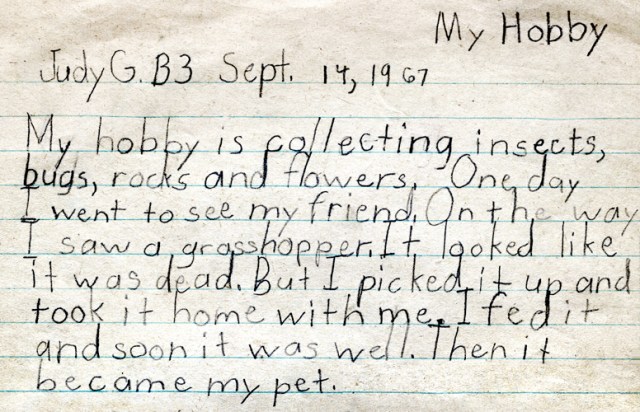 My Hobby
Judy G. B3 Sept. 14, 1967
My hobby is collecting insects,
bugs, rocks and flowers. One day
I went to see my friend. On the way
I saw a grasshopper. It looked like
it was dead. But I picked it up and
took it home with me. I fed it
and soon it was well. Then it
became my pet.